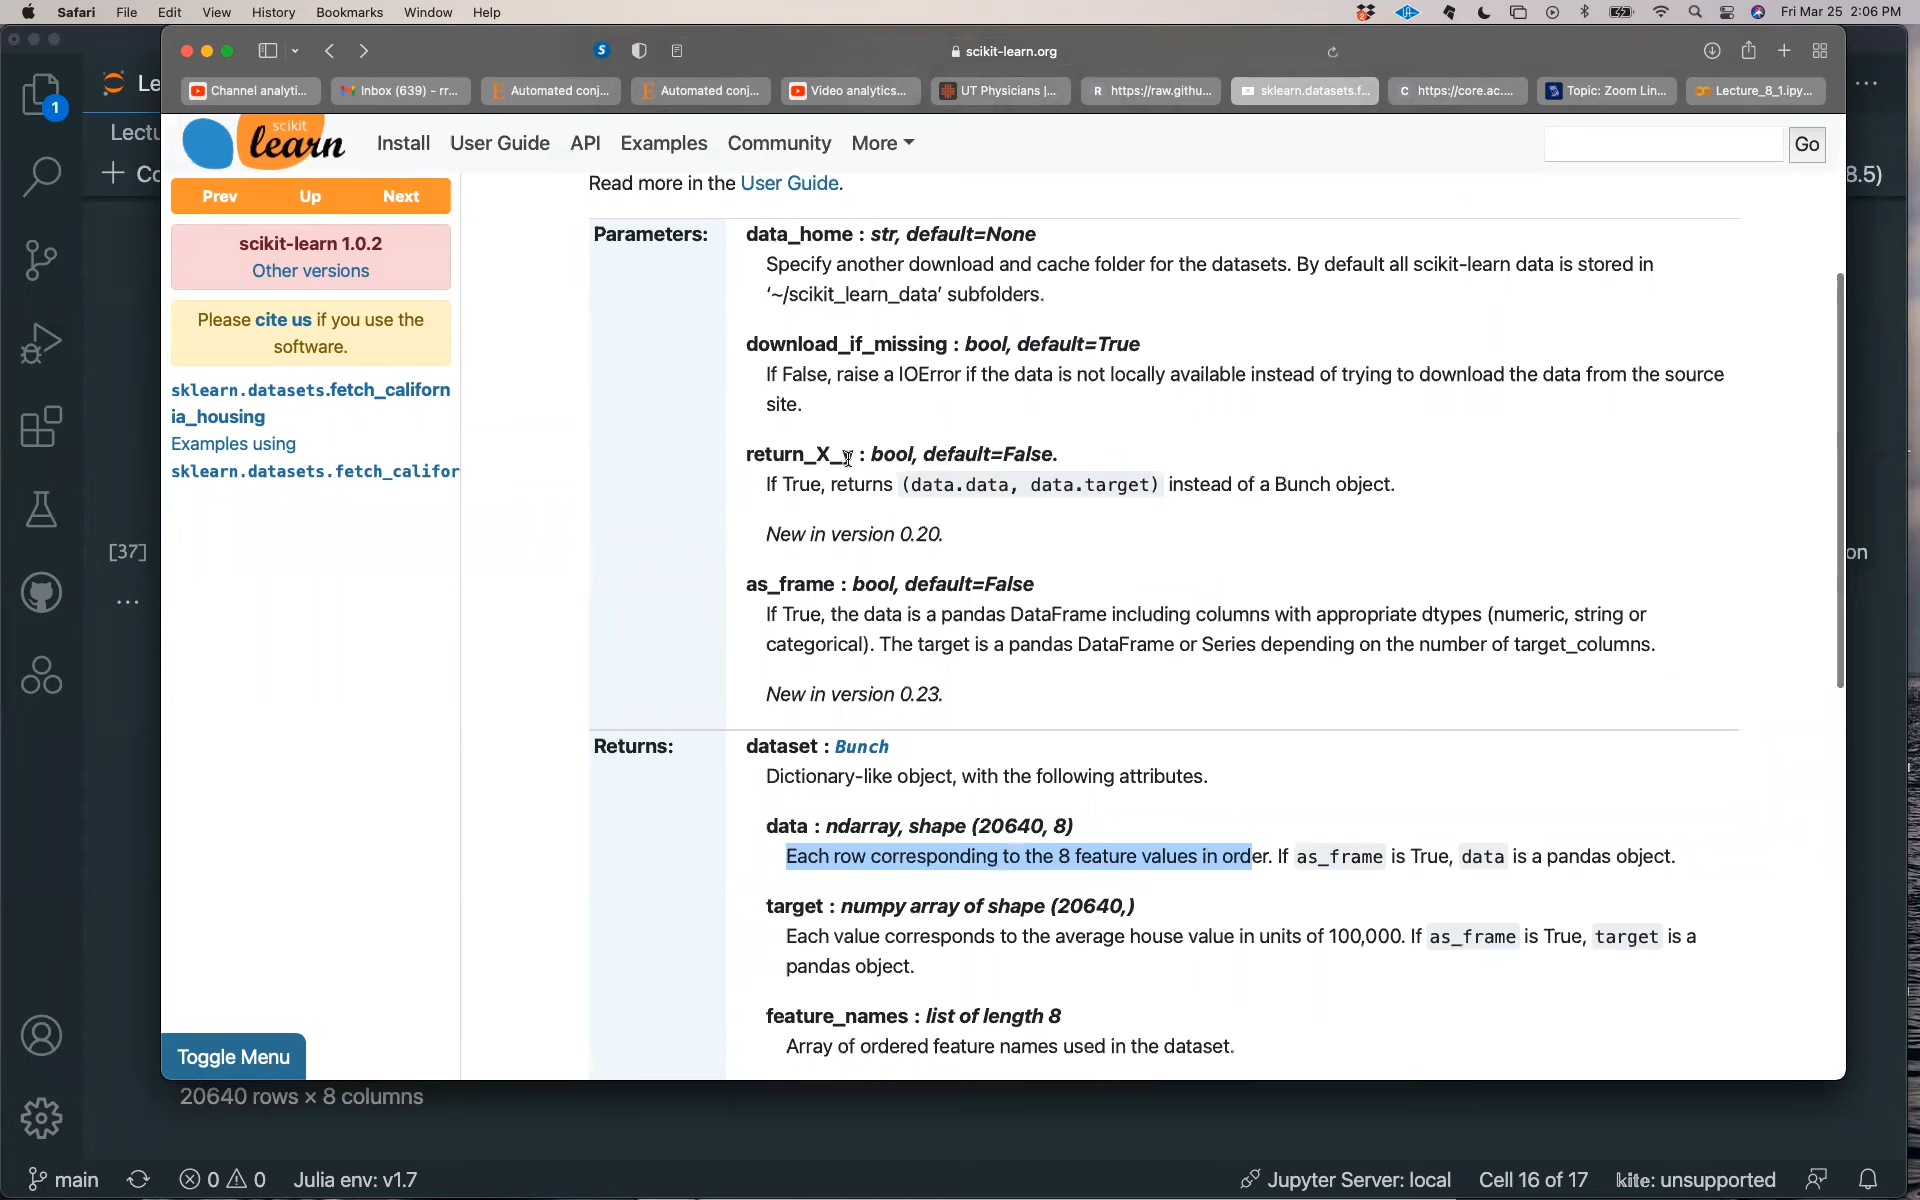 Safari File Edit View History Bookmarks Window Help Fri Mar 25 2:06 PM
scikit-learn.org
Channel analyti... Inbox (639) - rr... Automated conj... Automated conj... Video analytics... UT Physicians |... https://raw.githu... sklearn.datasets.f... https://core.ac.... Topic: Zoom Lin... Lecture_8_1.ipy...
1
Le
Lectu
Co
8.5)
[37]
on
scikit
learn
Install User Guide API Examples Community More
Go
Prev Up Next
scikit-learn 1.0.2
Other versions
Please cite us if you use the
software.
sklearn.datasets.fetch_californ
ia_housing
Examples using
sklearn.datasets.fetch_califor
Toggle Menu
Read more in the User Guide.
Parameters:
data_home : str, default=None
Specify another download and cache folder for the datasets. By default all scikit-learn data is stored in
‘~/scikit_learn_data’ subfolders.
download_if_missing : bool, default=True
If False, raise a IOError if the data is not locally available instead of trying to download the data from the source
site.
return_X_y : bool, default=False.
If True, returns (data.data, data.target) instead of a Bunch object.
New in version 0.20.
as_frame : bool, default=False
If True, the data is a pandas DataFrame including columns with appropriate dtypes (numeric, string or
categorical). The target is a pandas DataFrame or Series depending on the number of target_columns.
New in version 0.23.
Returns:
dataset : Bunch
Dictionary-like object, with the following attributes.
data : ndarray, shape (20640, 8)
Each row corresponding to the 8 feature values in order. If as_frame is True, data is a pandas object.
target : numpy array of shape (20640,)
Each value corresponds to the average house value in units of 100,000. If as_frame is True, target is a
pandas object.
feature_names : list of length 8
Array of ordered feature names used in the dataset.
20640 rows × 8 columns
main 0 0 Julia env: v1.7 Jupyter Server: local Cell 16 of 17 kite: unsupported